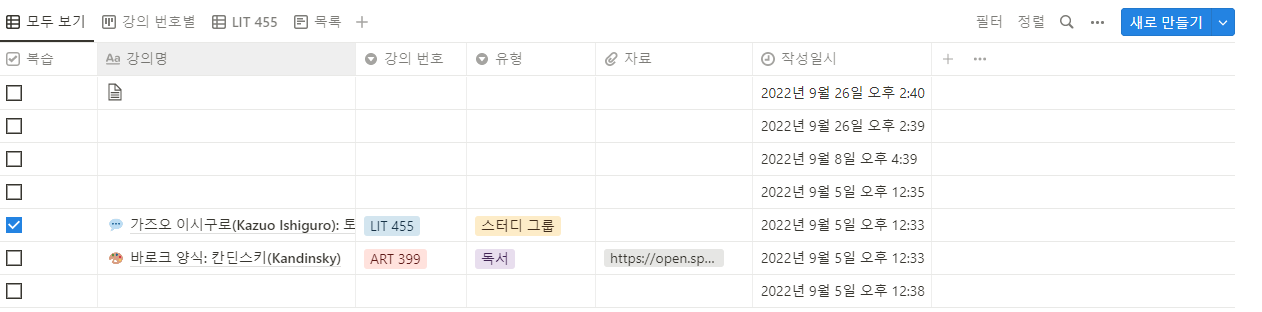 모두 보기 강의 번호별 LIT 455 목록 필터 정렬 새로 만들기
복습 Aa 강의명 강의 번호 유형 자료 작성일시
2022년 9월 26일 오후 2:40
2022년 9월 26일 오후 2:39
2022년 9월 8일 오후 4:39
2022년 9월 5일 오후 12:35
가즈오 이시구로(Kazuo Ishiguro): 토 LIT 455 스터디 그룹 2022년 9월 5일 오후 12:33
바로크 양식: 칸딘스키(Kandinsky) ART 399 독서 https://open.sp... 2022년 9월 5일 오후 12:33
2022년 9월 5일 오후 12:38